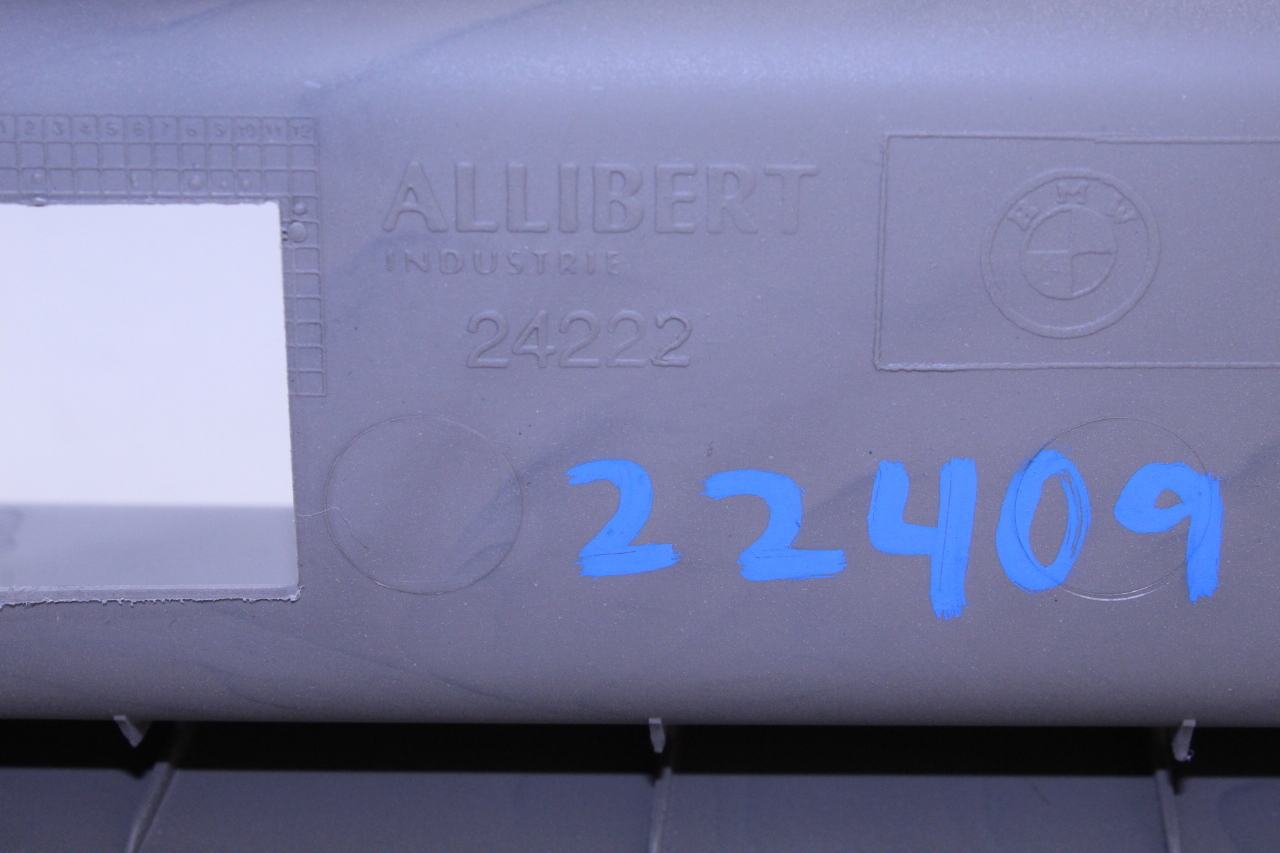 1 2 3 4 5 6 7 8 9 10 11 12
ALLIBERT
INDUSTRIE
24222
BMW
22409